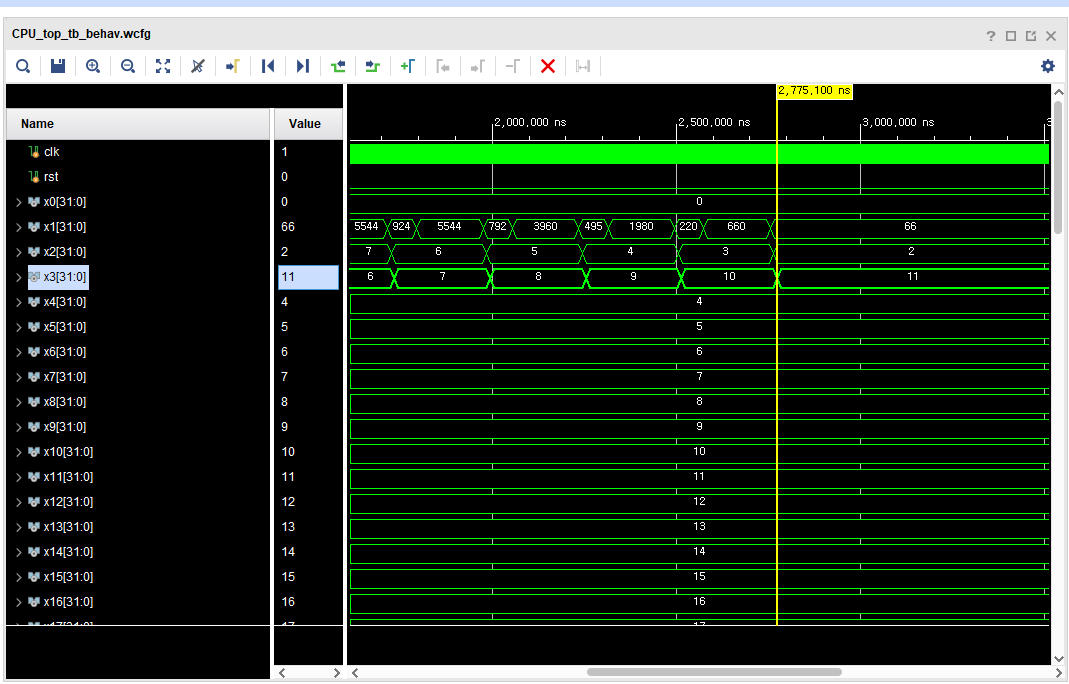 CPU_top_tb_behav.wcfg
2,775,100 ns
Name Value
2,000,000 ns 2,500,000 ns 3,000,000 ns 3
clk 1
rst 0
x0[31:0] 0 0
x1[31:0] 66 5544 924 5544 792 3960 495 1980 220 660 66
x2[31:0] 2 7 6 5 4 3 2
x3[31:0] 11 6 7 8 9 10 11
x4[31:0] 4 4
x5[31:0] 5 5
x6[31:0] 6 6
x7[31:0] 7 7
x8[31:0] 8 8
x9[31:0] 9 9
x10[31:0] 10 10
x11[31:0] 11 11
x12[31:0] 12 12
x13[31:0] 13 13
x14[31:0] 14 14
x15[31:0] 15 15
x16[31:0] 16 16
x17[31:0] 17 17